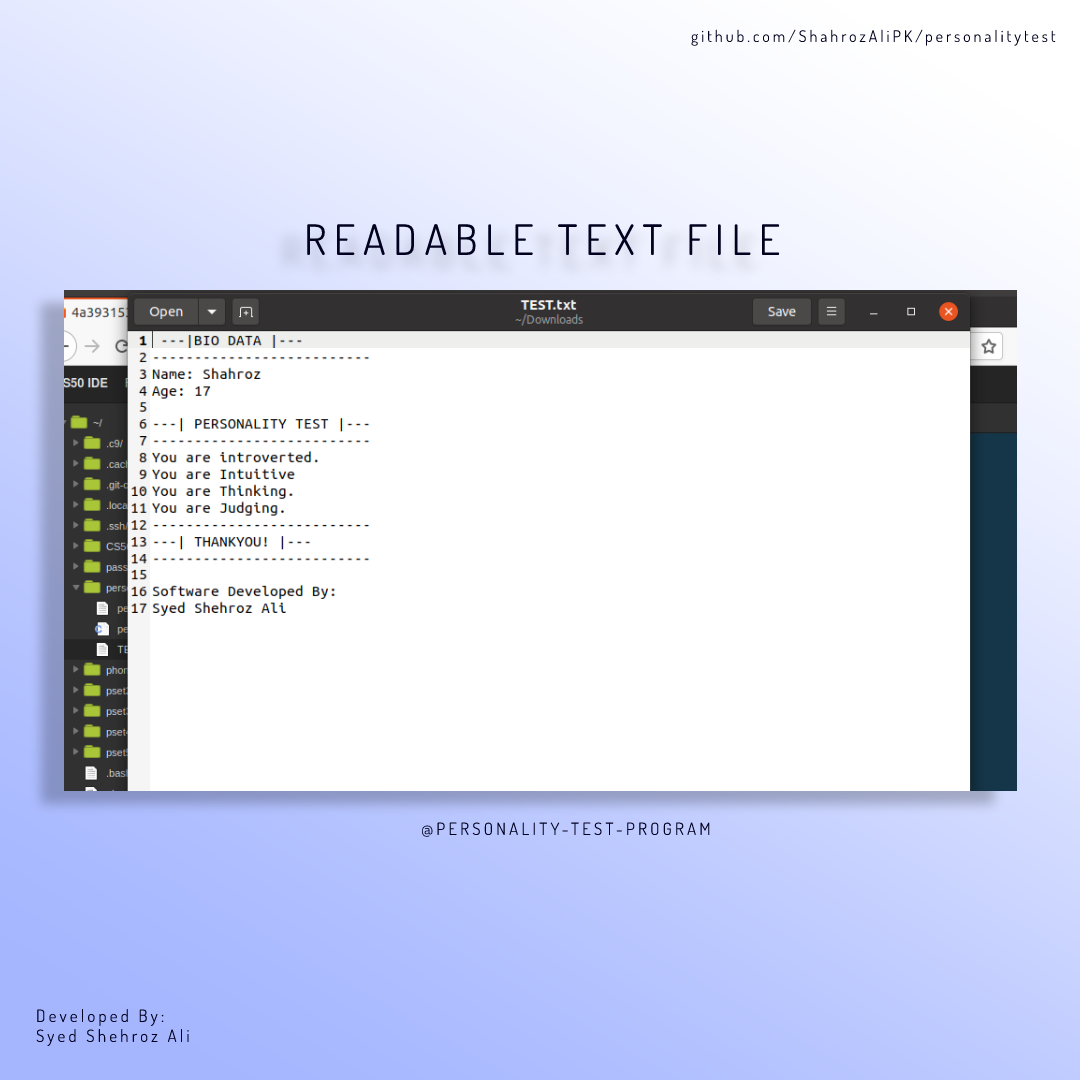 github.com/ShahrozAliPK/personalitytest
READABLE TEXT FILE
4a39315
Open
TEST.txt
~/Downloads
Save
S50 IDE
~/
.c9/
.cach
.git-c
.loca
.ssh/
CS5
pass
pers
pe
pe
TE
phon
pset
pset
pset
pset
.bas
1 ---|BIO DATA |---
2 --------------------------
3 Name: Shahroz
4 Age: 17
5
6 ---| PERSONALITY TEST |---
7 --------------------------
8 You are introverted.
9 You are Intuitive
10 You are Thinking.
11 You are Judging.
12 --------------------------
13 ---| THANKYOU! |---
14 --------------------------
15
16 Software Developed By:
17 Syed Shehroz Ali
@PERSONALITY-TEST-PROGRAM
Developed By:
Syed Shehroz Ali